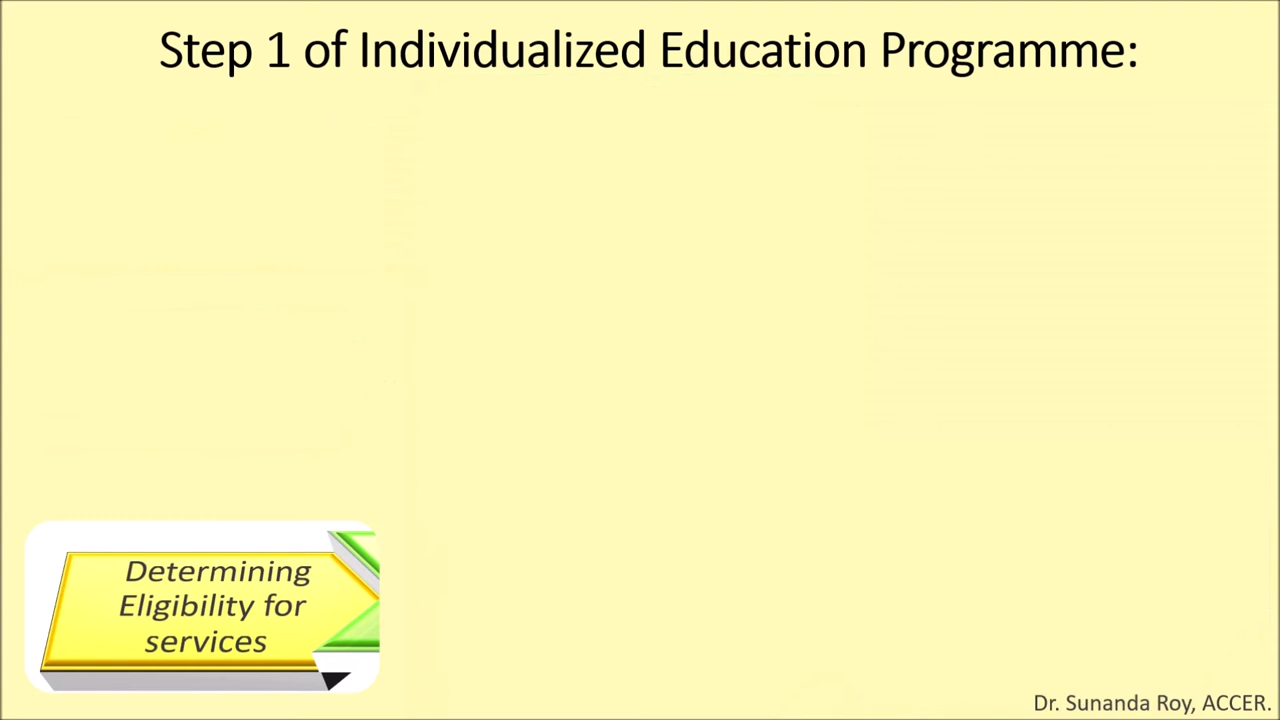 Step 1 of Individualized Education Programme:
Determining
Eligibility for
services
Dr. Sunanda Roy, ACCER.